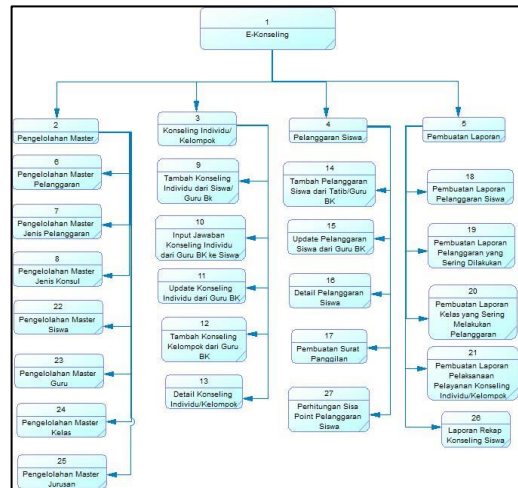 1
E-Konseling
2
Pengelolahan Master
3
Konseling Individu/
Kelompok
4
Pelanggaran Siswa
5
Pembuatan Laporan
6
Pengelolahan Master
Pelanggaran
7
Pengelolahan Master
Jenis Pelanggaran
8
Pengelolahan Master
Jenis Konsul
22
Pengelolahan Master
Siswa
23
Pengelolahan Master
Guru
24
Pengelolahan Master
Kelas
25
Pengelolahan Master
Jurusan
9
Tambah Konseling
Individu dari Siswa/
Guru Bk
10
Input Jawaban
Konseling Individu
dari Guru BK ke Siswa
11
Update Konseling
Individu dari Guru BK
12
Tambah Konseling
Kelompok dari Guru
BK
13
Detail Konseling
Individu/Kelompok
14
Tambah Pelanggaran
Siswa dari Tatib/Guru
BK
15
Update Pelanggaran
Siswa dari Guru BK
16
Detail Pelanggaran
Siswa
17
Pembuatan Surat
Panggilan
27
Perhitungan Sisa
Point Pelanggaran
Siswa
18
Pembuatan Laporan
Pelanggaran Siswa
19
Pembuatan Laporan
Pelanggaran yang
Sering Dilakukan
20
Pembuatan Laporan
Kelas yang Sering
Melakukan
Pelanggaran
21
Pembuatan Laporan
Pelaksanaan
Pelayanan Konseling
Individu/Kelompok
26
Laporan Rekap
Konseling Siswa